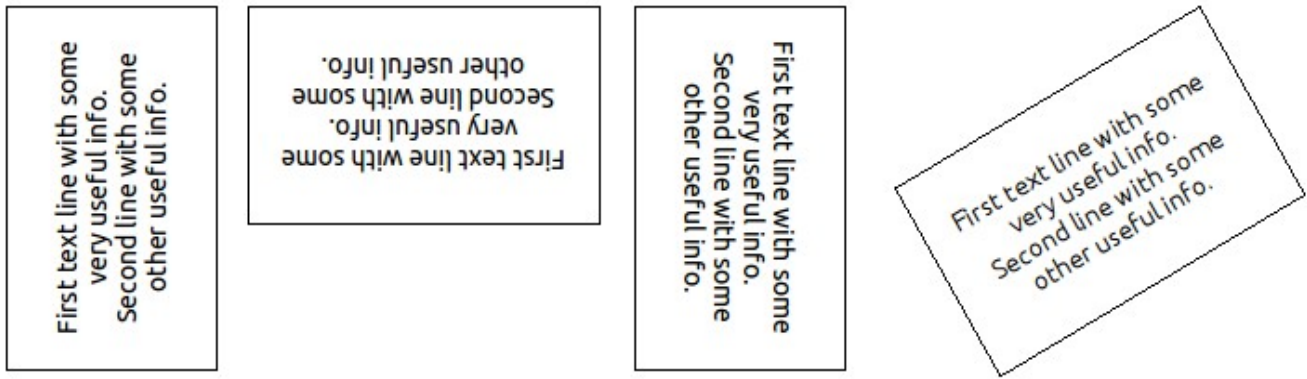 First text line with some
very useful info.
Second line with some
other useful info.
First text line with some
very useful info.
Second line with some
other useful info.
First text line with some
very useful info.
Second line with some
other useful info.
First text line with some
very useful info.
Second line with some
other useful info.